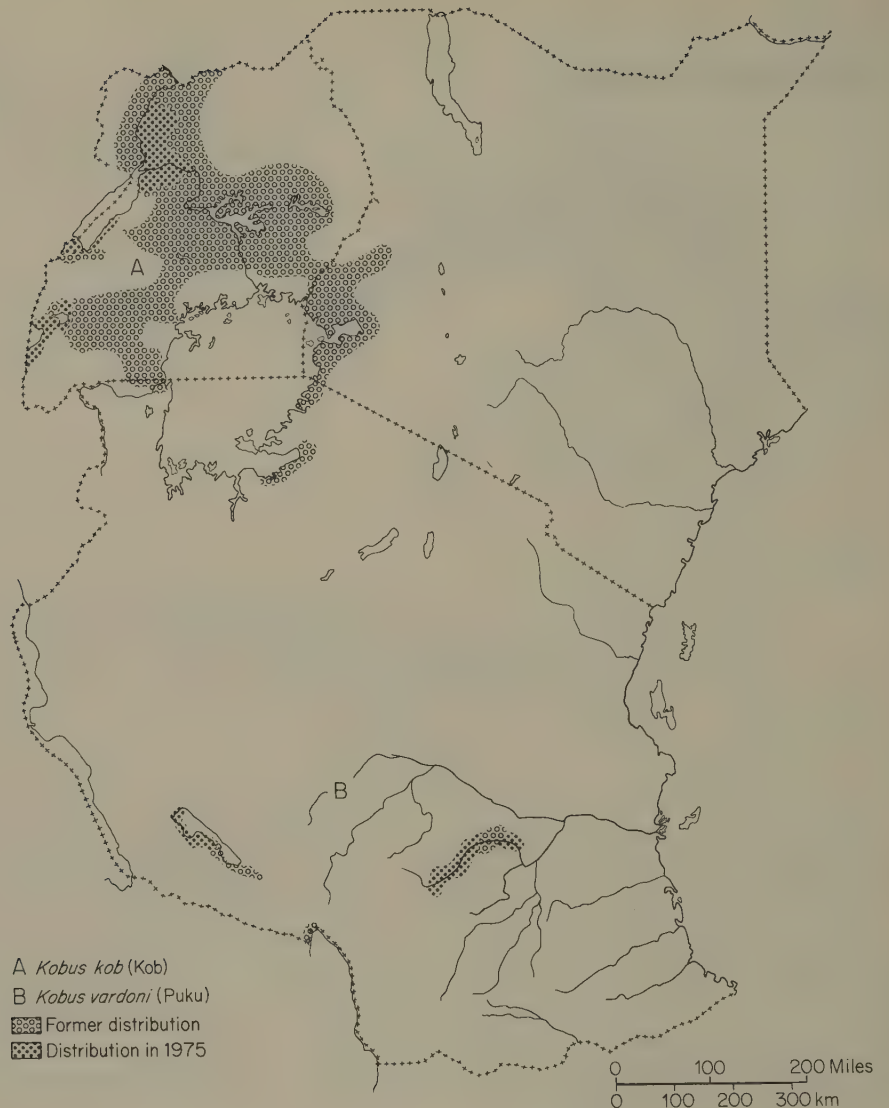 A
B
A Kobus kob (Kob)
B Kobus vardoni (Puku)
Former distribution
Distribution in 1975
0 100 200 Miles
0 100 200 300 km